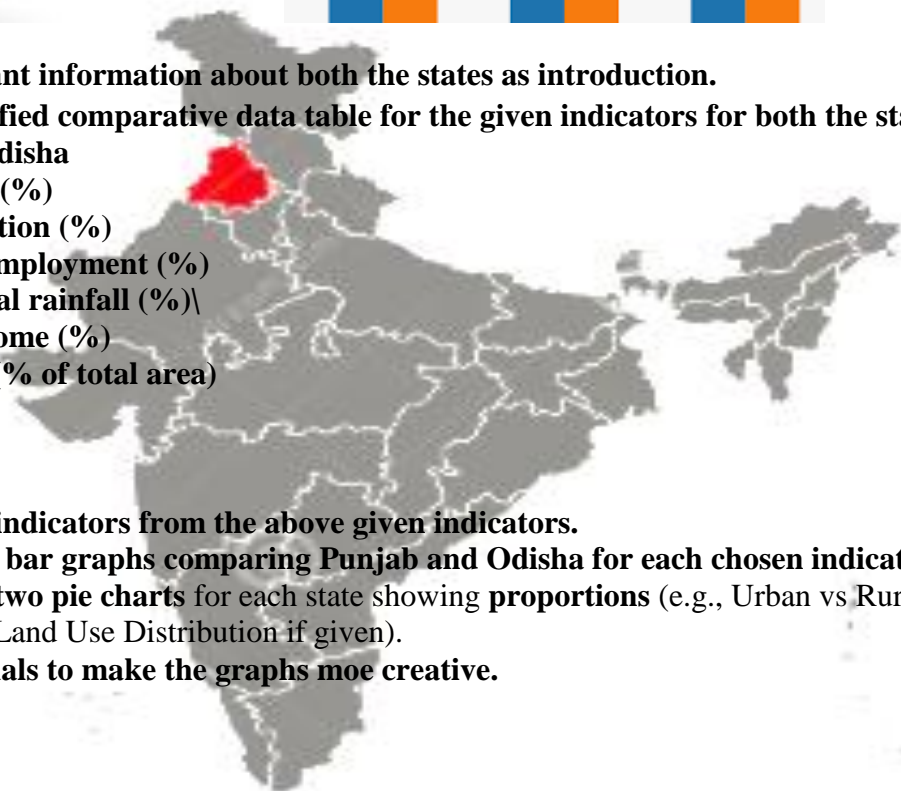 ant information about both the states as introduction.
fied comparative data table for the given indicators for both the sta
disha
(%)
tion (%)
mployment (%)
al rainfall (%)\
ome (%)
(% of total area)
indicators from the above given indicators.
bar graphs comparing Punjab and Odisha for each chosen indicat
two pie charts for each state showing proportions (e.g., Urban vs Rur
Land Use Distribution if given).
ials to make the graphs moe creative.